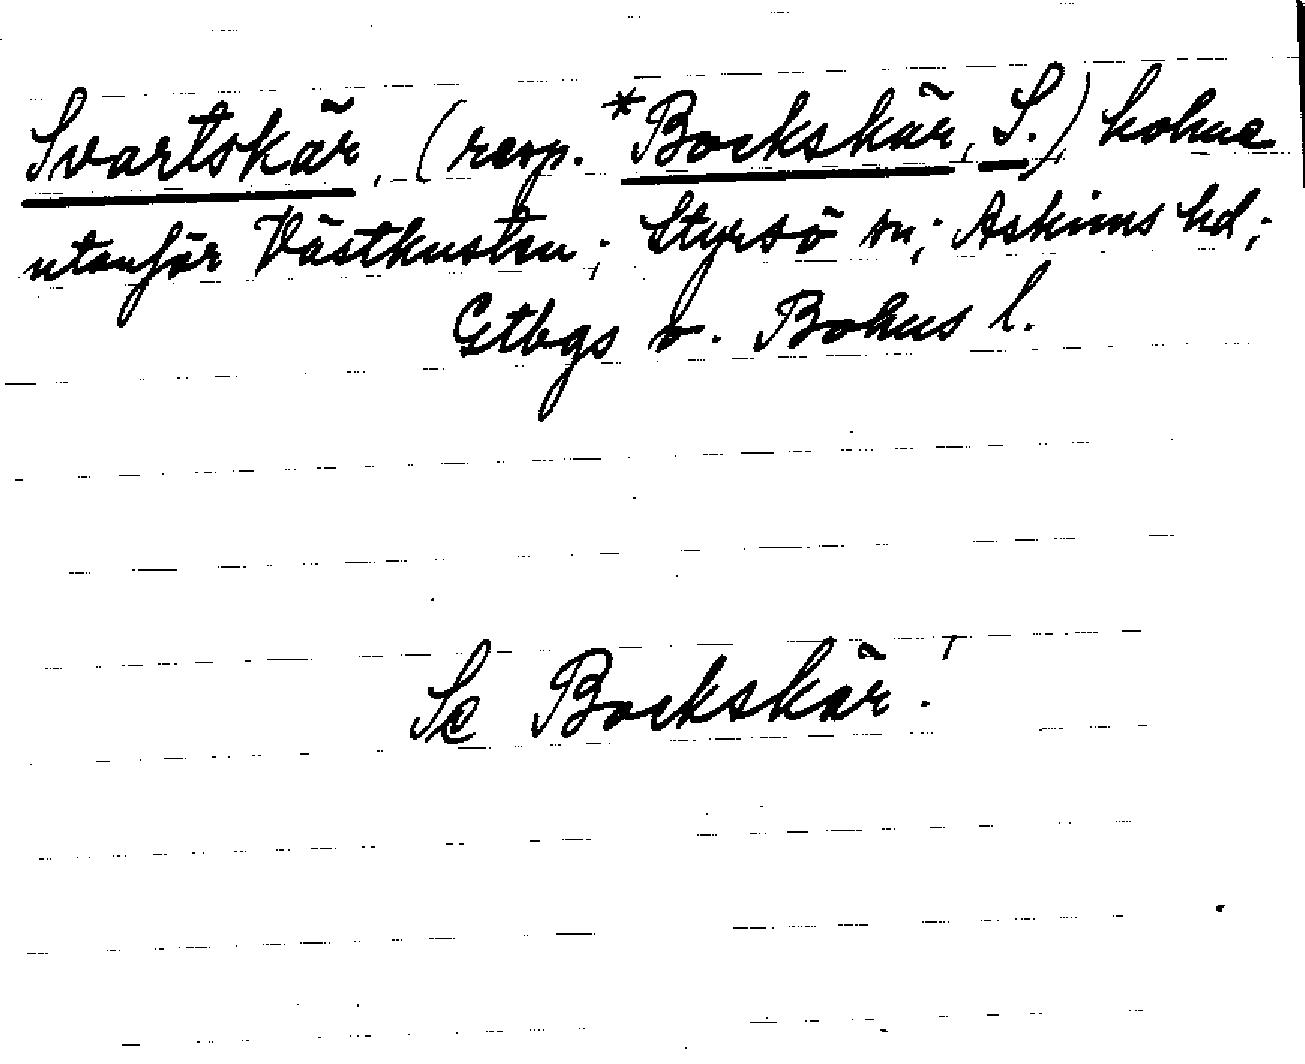 Svartskär, (resp. *Bockskär, S.) holme
utanför Västkusten; Styrsö sn; Askims hd;
Gtbgs o. Bohus l.
Se Bockskär!